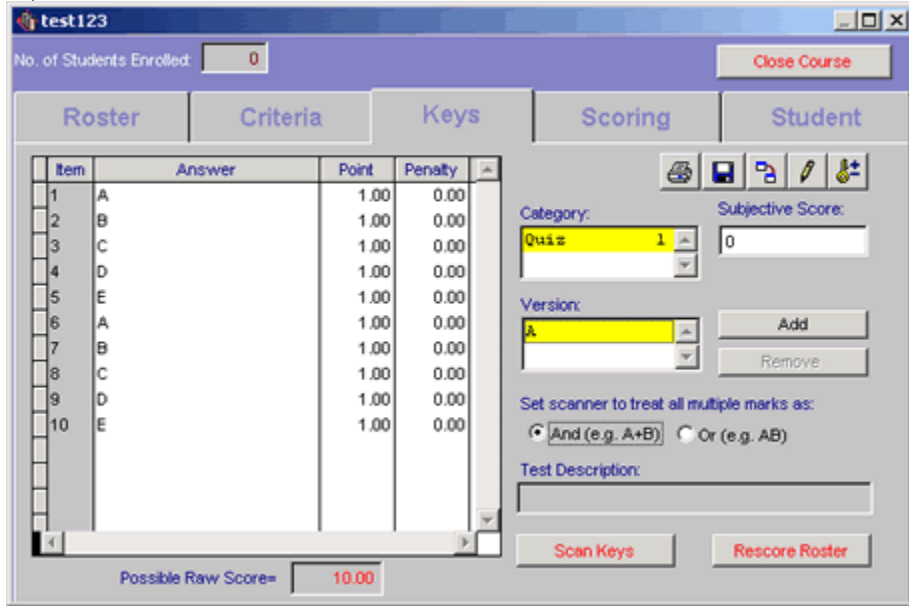 test123
No. of Students Enrolled: 0
Close Course
Roster Criteria Keys Scoring Student
Item Answer Point Penalty
1 A 1.00 0.00
2 B 1.00 0.00
3 C 1.00 0.00
4 D 1.00 0.00
5 E 1.00 0.00
6 A 1.00 0.00
7 B 1.00 0.00
8 C 1.00 0.00
9 D 1.00 0.00
10 E 1.00 0.00
Possible Raw Score= 10.00
Category: Subjective Score:
Quiz 1 0
Version:
A
Add
Remove
Set scanner to treat all multiple marks as:
And (e.g. A+B) Or (e.g. AB)
Test Description:
Scan Keys Rescore Roster